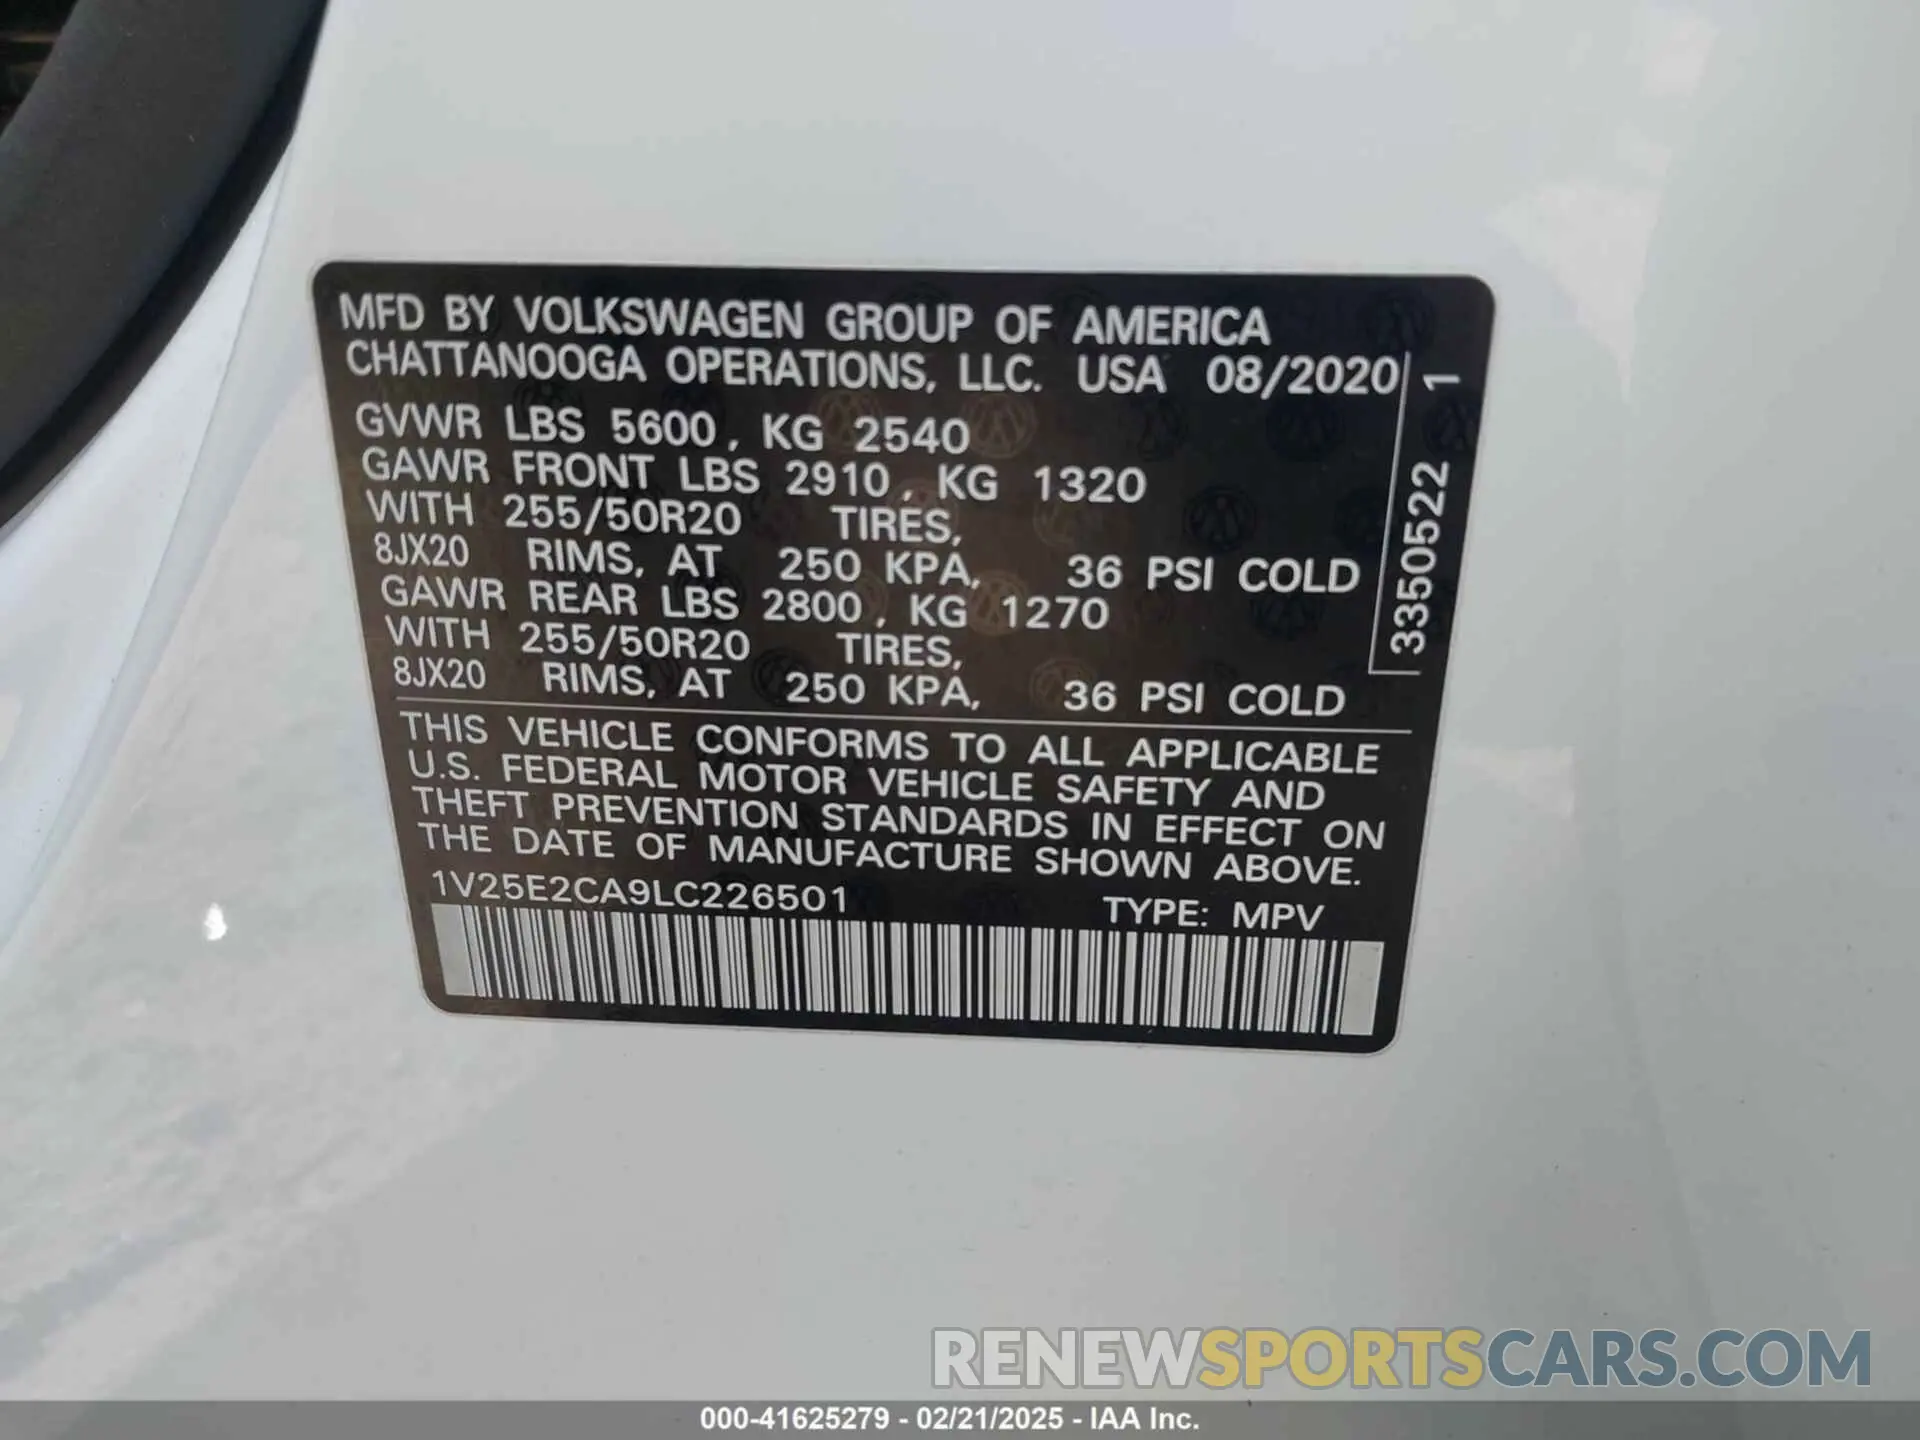 MFD BY VOLKSWAGEN GROUP OF AMERICA
CHATTANOOGA OPERATIONS, LLC. USA 08/2020
GVWR LBS 5600, KG 2540
GAWR FRONT LBS 2910, KG 1320
WITH 255/50R20 TIRES,
8JX20 RIMS, AT 250 KPA, 36 PSI COLD
GAWR REAR LBS 2800, KG 1270
WITH 255/50R20 TIRES,
8JX20 RIMS, AT 250 KPA, 36 PSI COLD
3350522 1
THIS VEHICLE CONFORMS TO ALL APPLICABLE
U.S. FEDERAL MOTOR VEHICLE SAFETY AND
THEFT PREVENTION STANDARDS IN EFFECT ON
THE DATE OF MANUFACTURE SHOWN ABOVE.
1V25E2CA9LC226501 TYPE: MPV
RENEWSPORTSCARS.COM
000-41625279 - 02/21/2025 - IAA Inc.